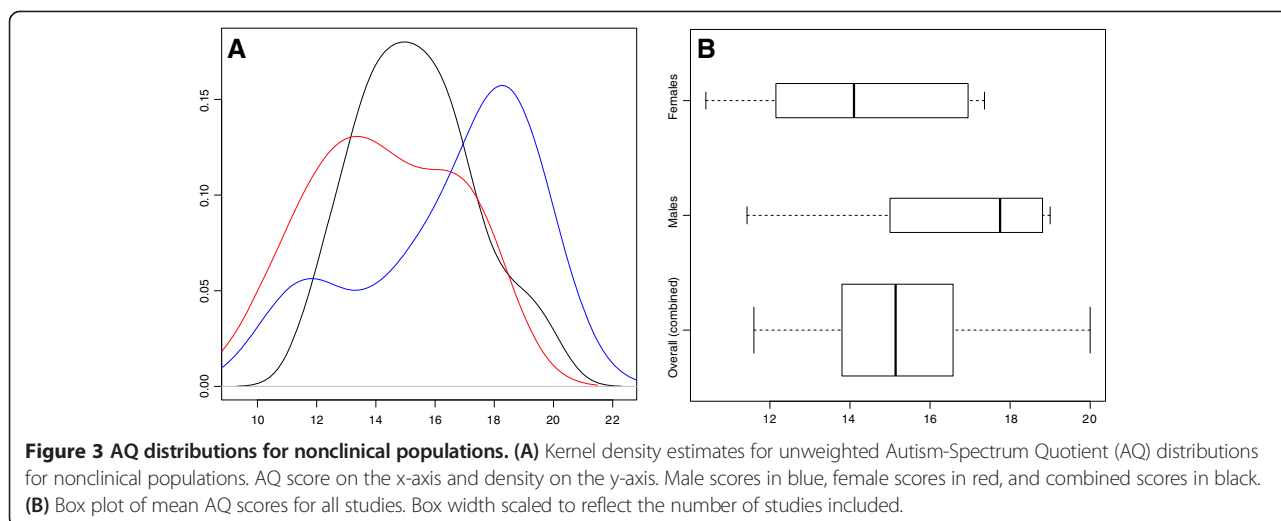 A
0.15
0.10
0.05
0.00
10 12 14 16 18 20 22
B
Females
Males
Overall (combined)
12 14 16 18 20
Figure 3 AQ distributions for nonclinical populations. (A) Kernel density estimates for unweighted Autism-Spectrum Quotient (AQ) distributions
for nonclinical populations. AQ score on the x-axis and density on the y-axis. Male scores in blue, female scores in red, and combined scores in black.
(B) Box plot of mean AQ scores for all studies. Box width scaled to reflect the number of studies included.